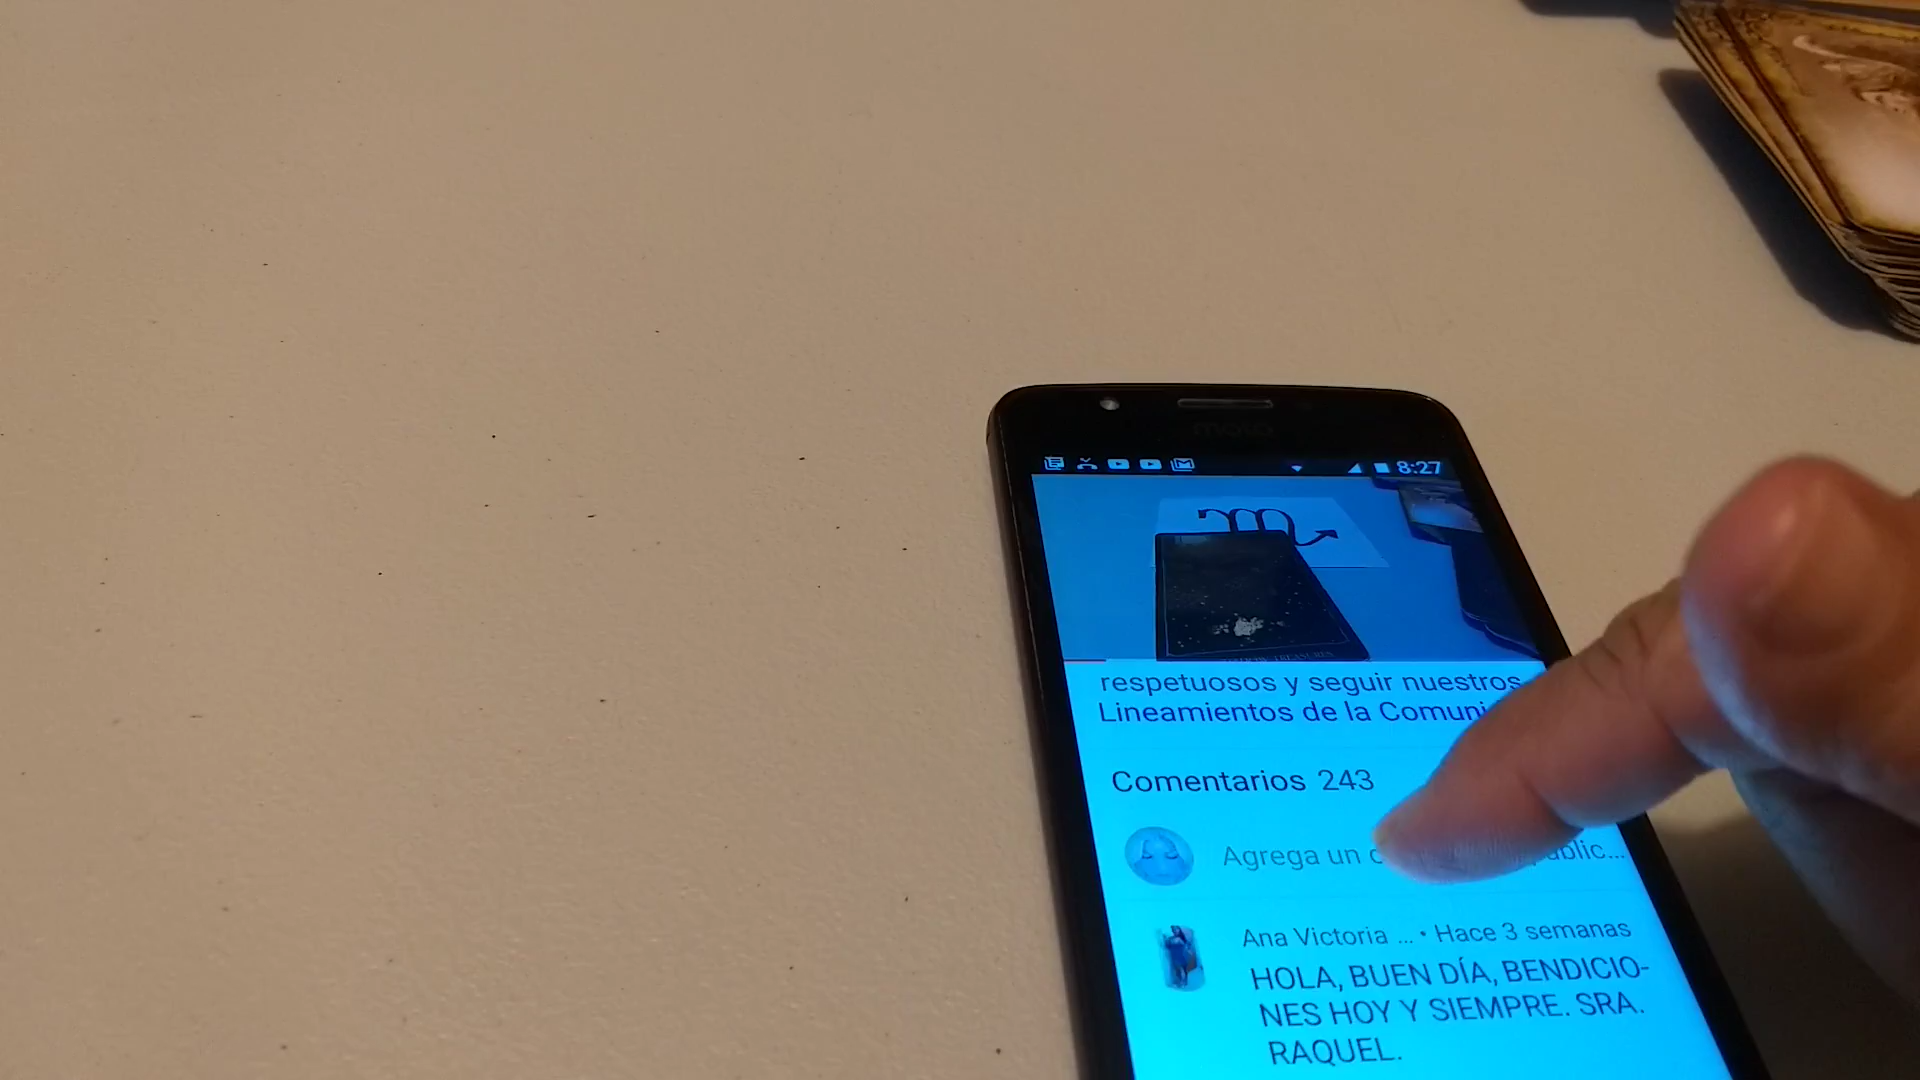 moto
8:27
respetuosos y seguir nuestros
Lineamientos de la Comuni
Comentarios 243
Agrega un
Ana Victoria ... • Hace 3 semanas
HOLA, BUEN DÍA, BENDICIO-
NES HOY Y SIEMPRE. SRA.
RAQUEL.